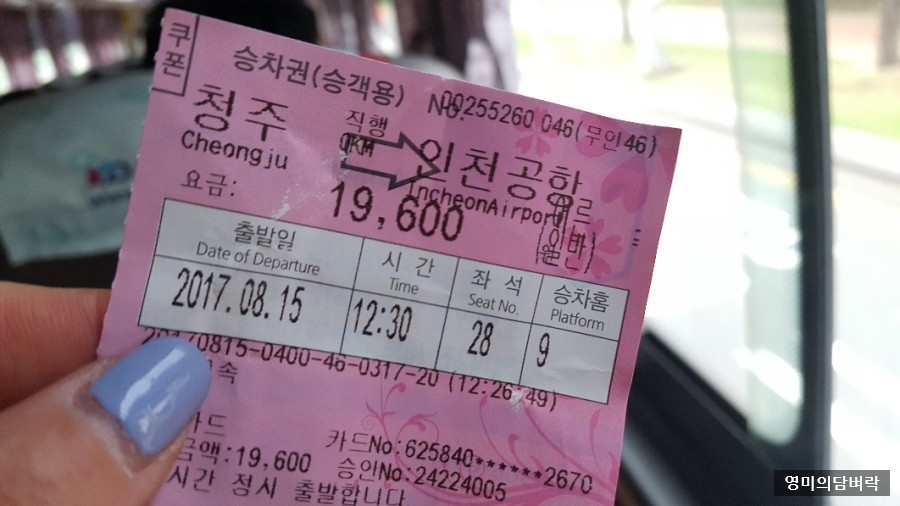 쿠폰
승차권(승객용)
No.00255260 046(무인46)
청주 직행 인천공항
Cheongju 0KM IncheonAirport
요금: 19,600 카드
출발일 시 간 좌 석 승차홈
Date of Departure Time Seat No. Platform
2017.08.15 12:30 28 9
20170815-0400-46-0317-20 (12:26:49)
속
카드 카드No:625840******2670
금액:19,600 승인No:24224005
시간 정시 출발합니다
영미의담벼락